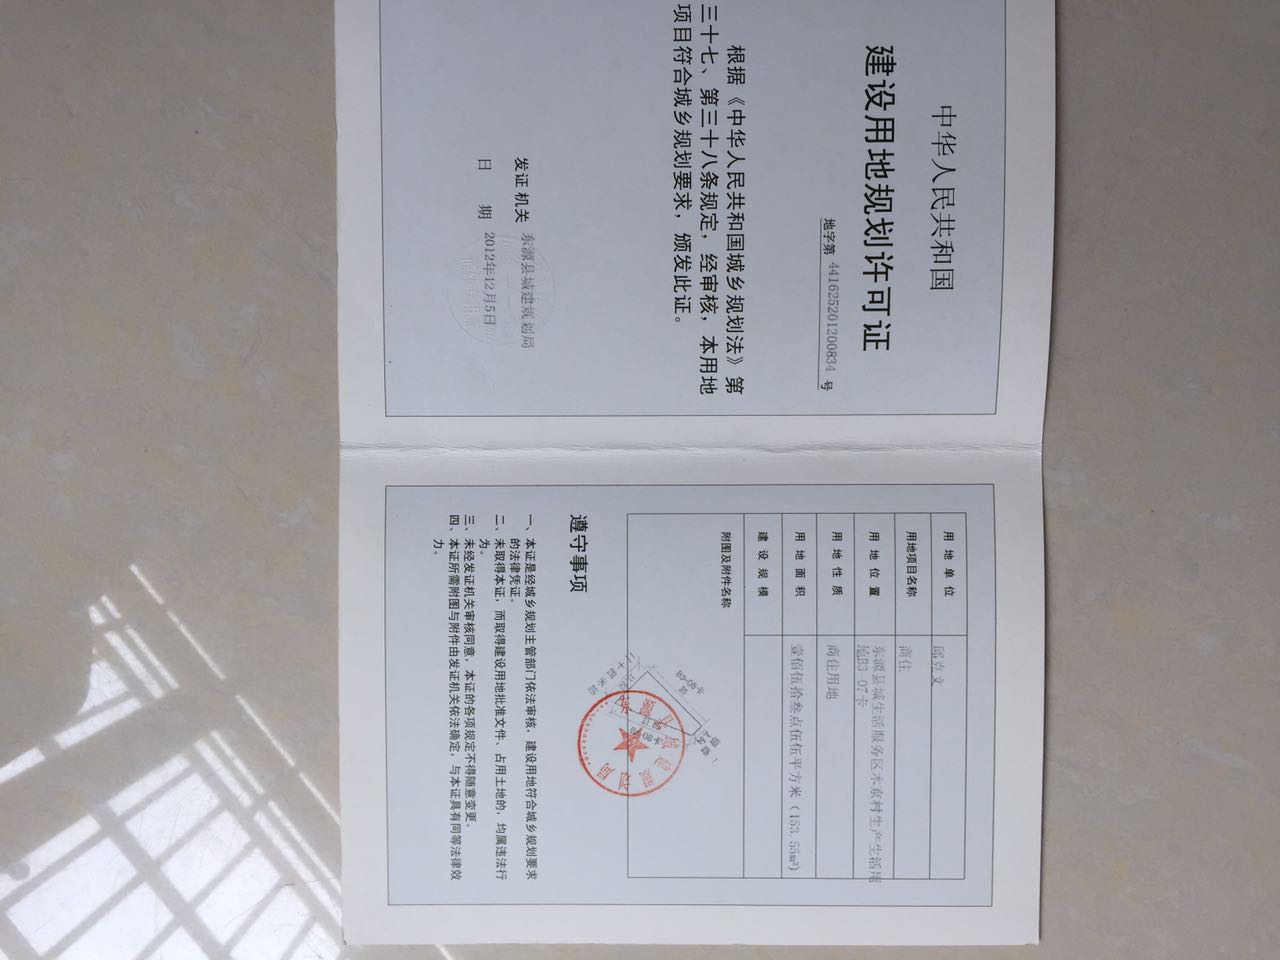 中华人民共和国
建设用地规划许可证
地字第 441625201200834 号
根据《中华人民共和国城乡规划法》第
三十七、第三十八条规定，经审核，本用地
项目符合城乡规划要求，颁发此证。
发证机关 东源县城建规划局
日 期 2012年12月5日
用地单位 邱克文
用地项目名称 商住
用地位置 东源县城生活服务区木京村生产生活用
地B3-07卡
用地性质 商住用地
用地面积 壹佰伍拾叁点伍伍平方米（153.55㎡）
建设规模
附图及附件名称
遵守事项
一、本证是经城乡规划主管部门依法审核，建设用地符合城乡规划要求
的法律凭证。
二、未取得本证，而取得建设用地批准文件、占用土地的，均属违法行
为。
三、未经发证机关审核同意，本证的各项规定不得随意变更。
四、本证所需附图与附件由发证机关依法确定，与本证具有同等法律效
力。